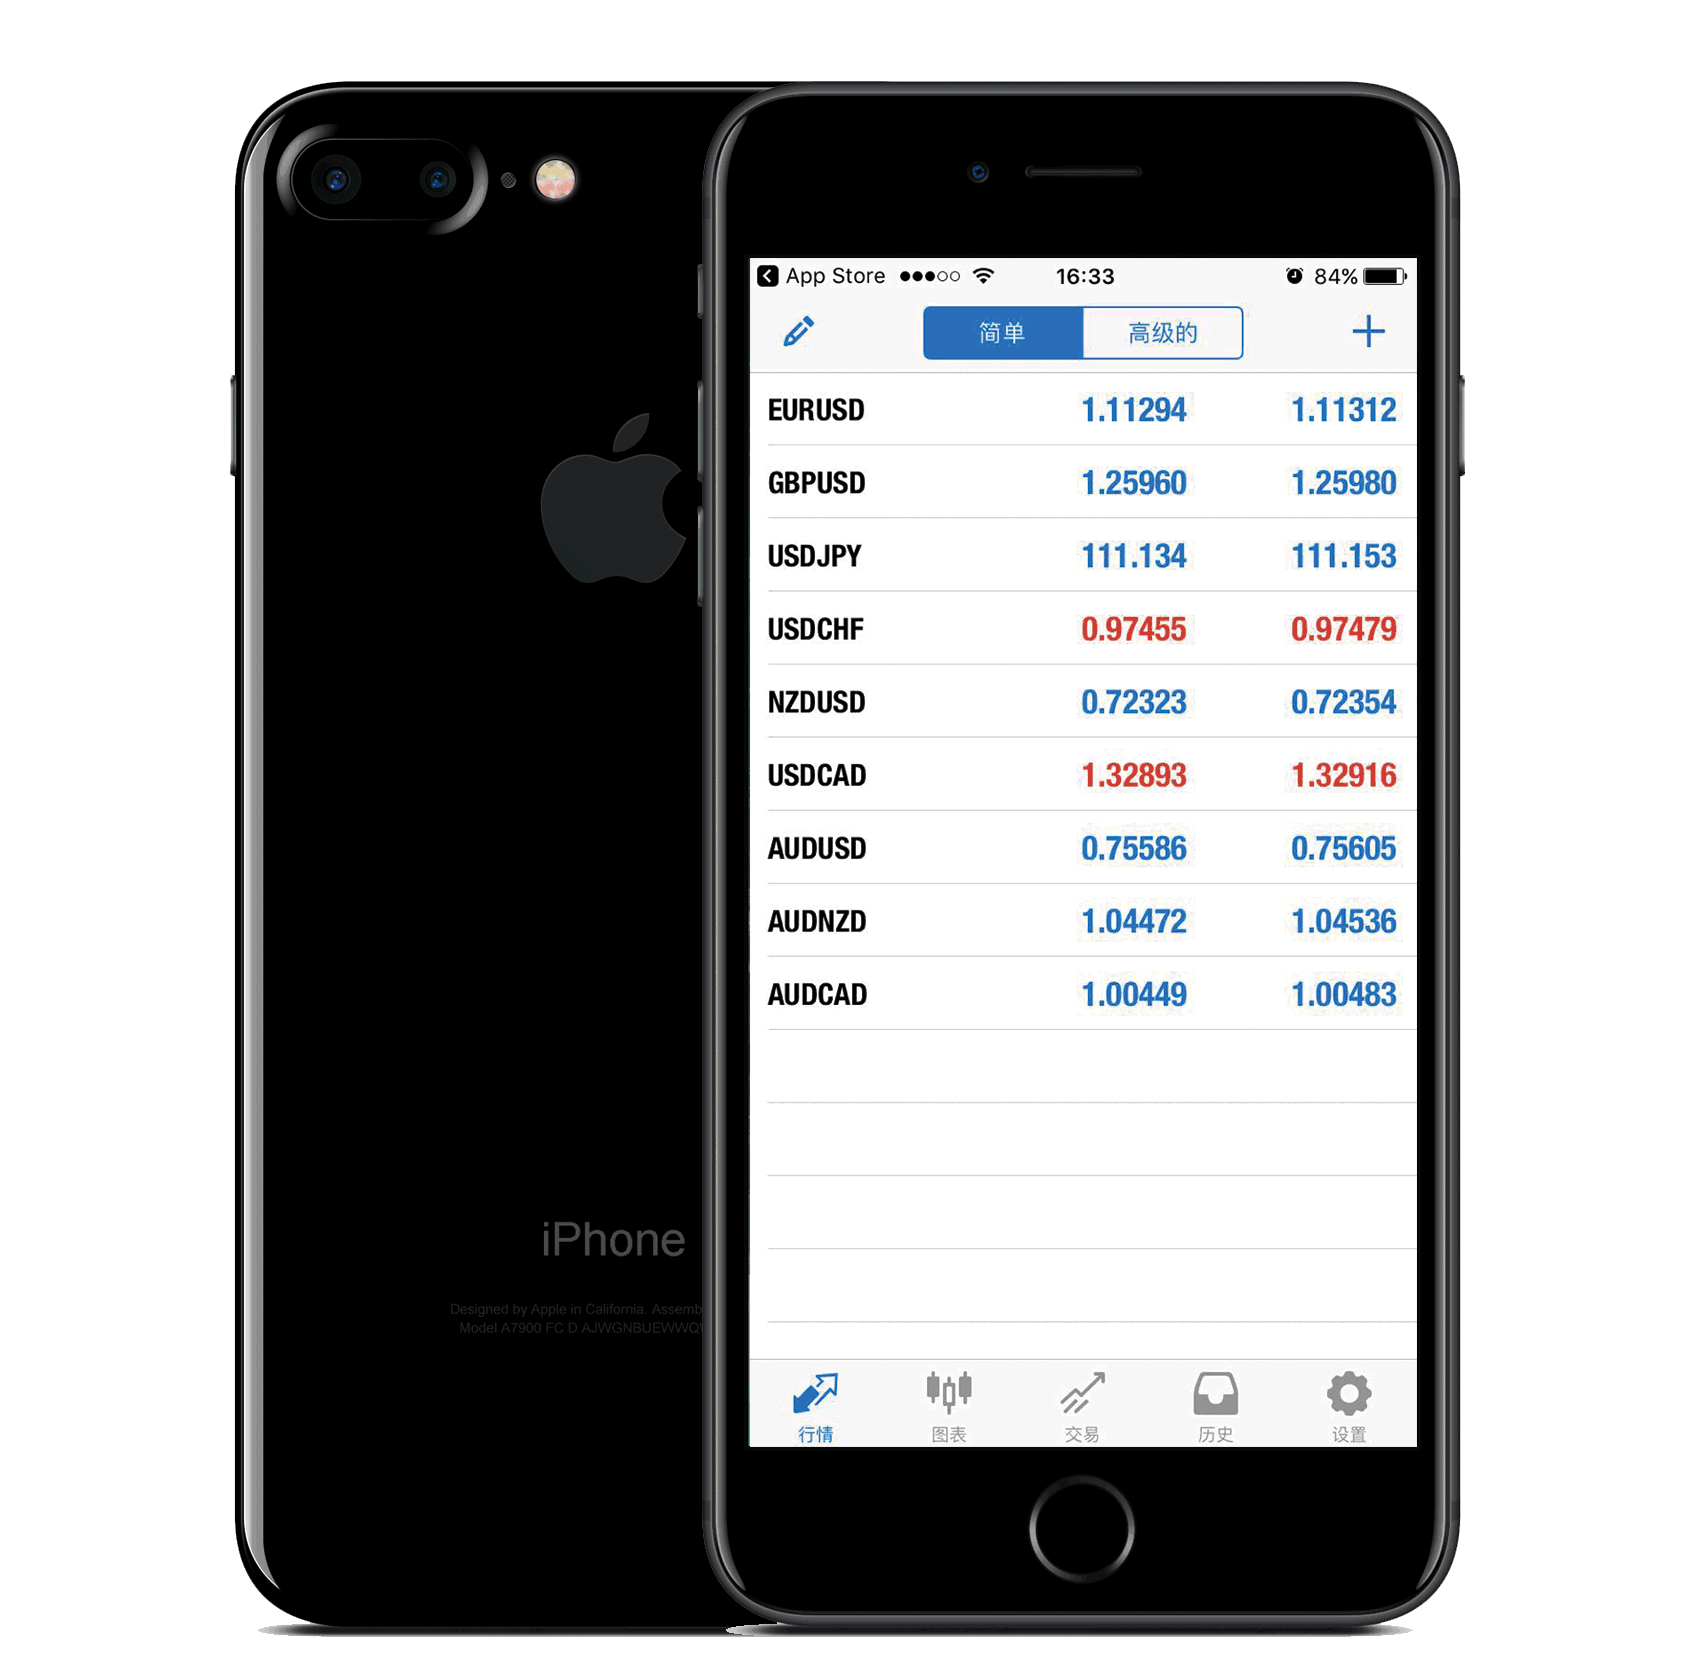 App Store 16:33 84%
简单 高级的
EURUSD 1.11294 1.11312
GBPUSD 1.25960 1.25980
USDJPY 111.134 111.153
USDCHF 0.97455 0.97479
NZDUSD 0.72323 0.72354
USDCAD 1.32893 1.32916
AUDUSD 0.75586 0.75605
AUDNZD 1.04472 1.04536
AUDCAD 1.00449 1.00483
行情 图表 交易 历史 设置
iPhone
Designed by Apple in California. Assemb
Model A7900 FC D AJWGNBUEWWQ